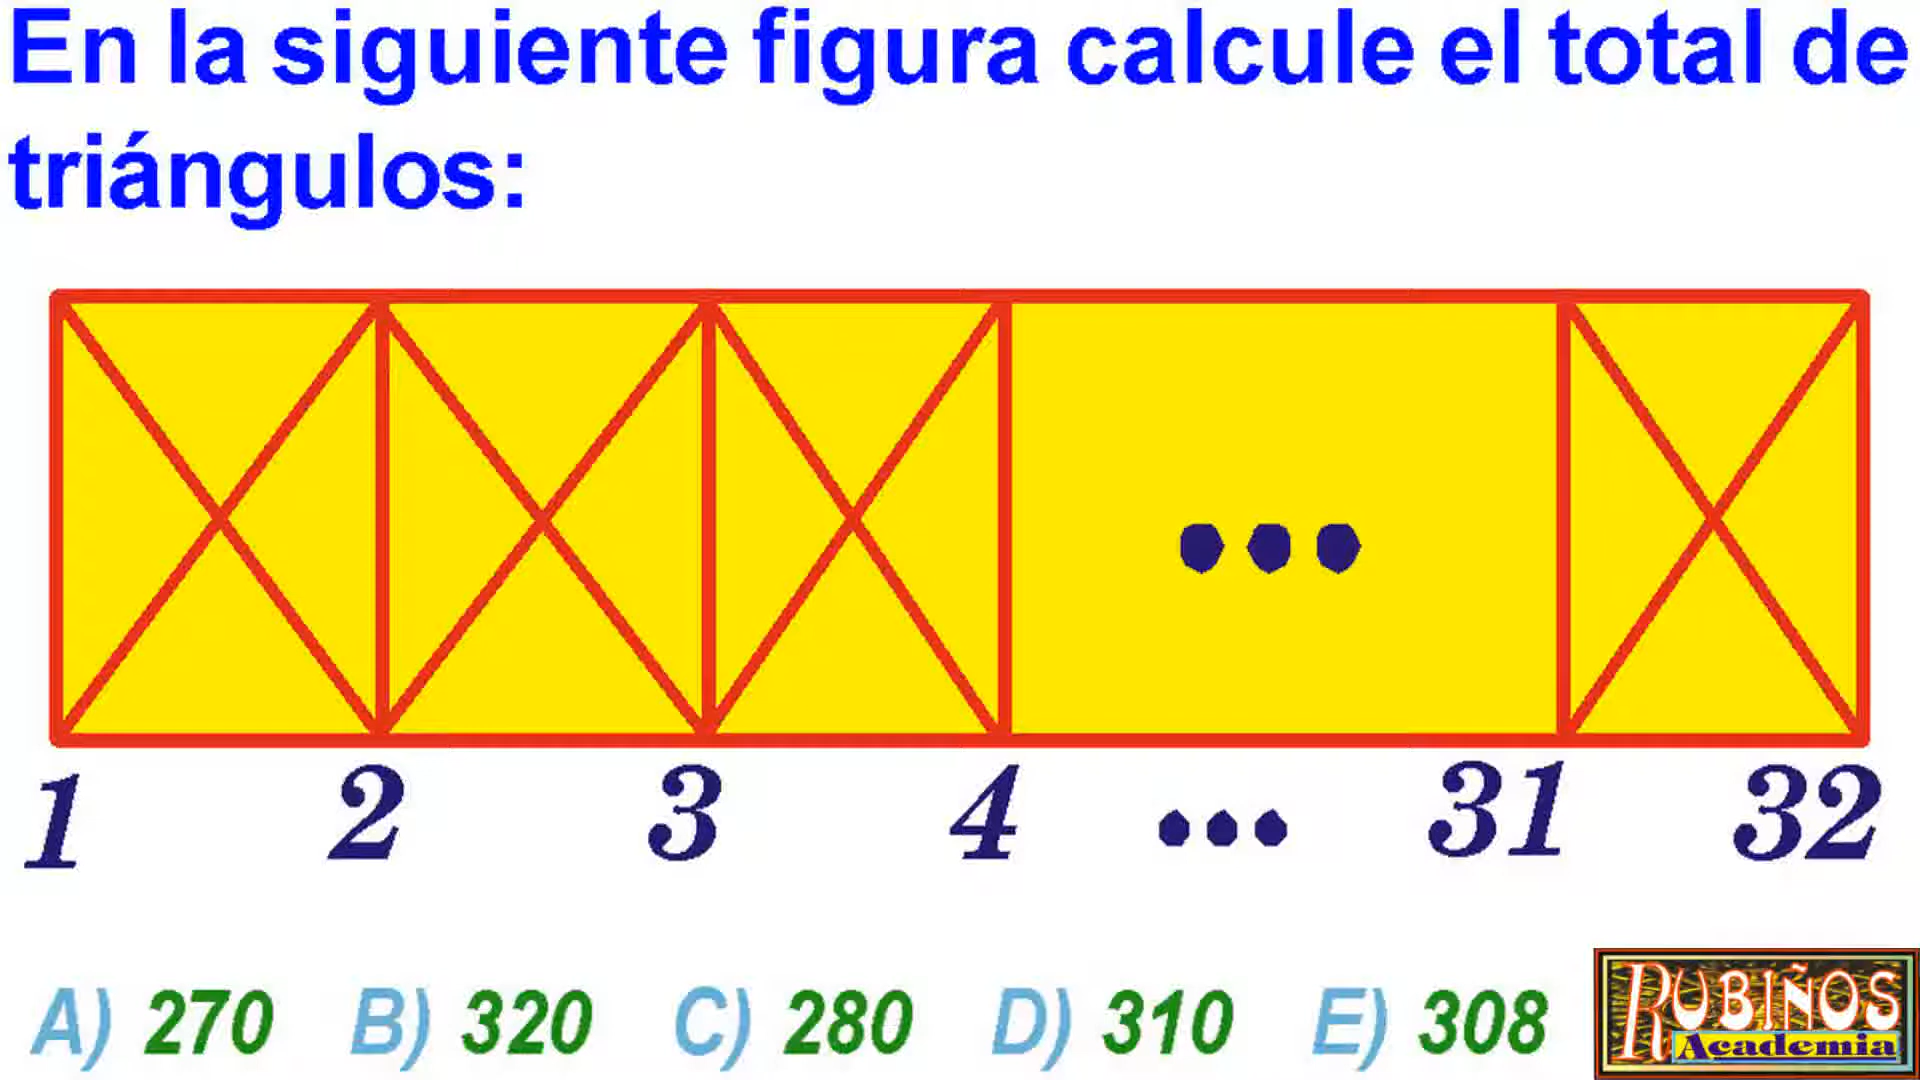 En la siguiente figura calcule el total de
triángulos:
1 2 3 4 ... 31 32
A) 270 B) 320 C) 280 D) 310 E) 308
RUBIÑOS
Academia